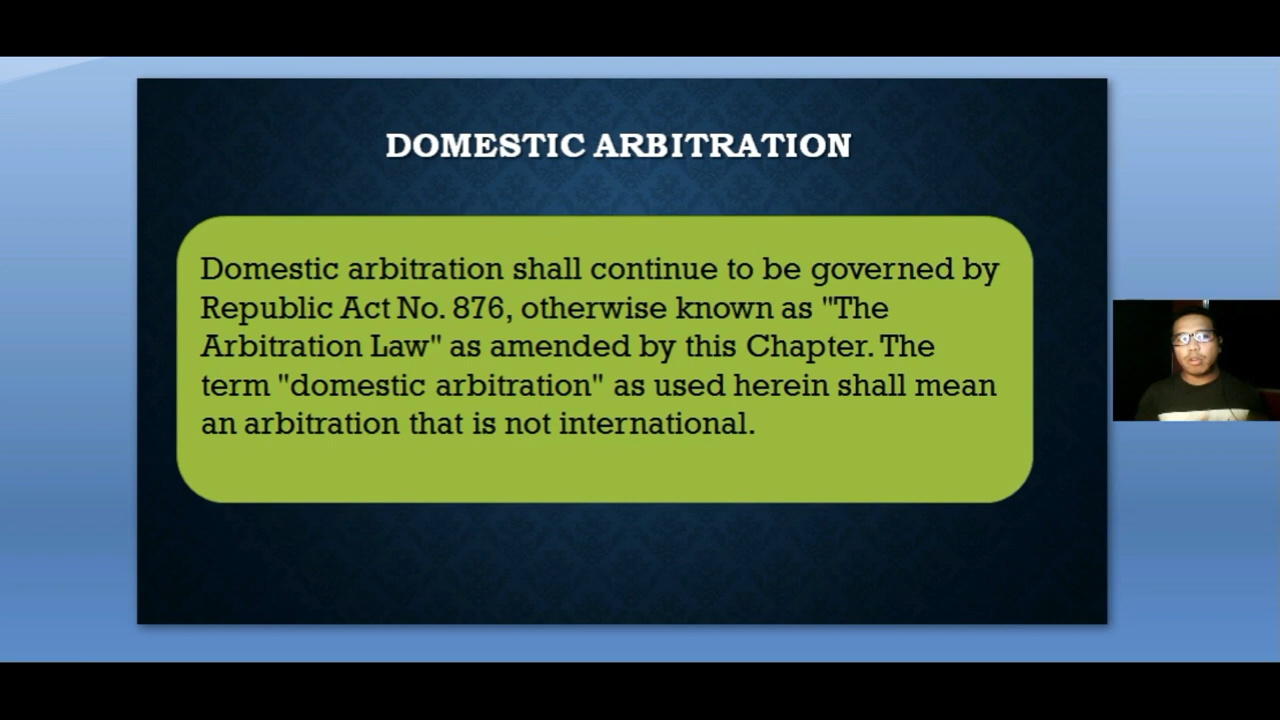 DOMESTIC ARBITRATION
Domestic arbitration shall continue to be governed by
Republic Act No. 876, otherwise known as "The
Arbitration Law" as amended by this Chapter. The
term "domestic arbitration" as used herein shall mean
an arbitration that is not international.